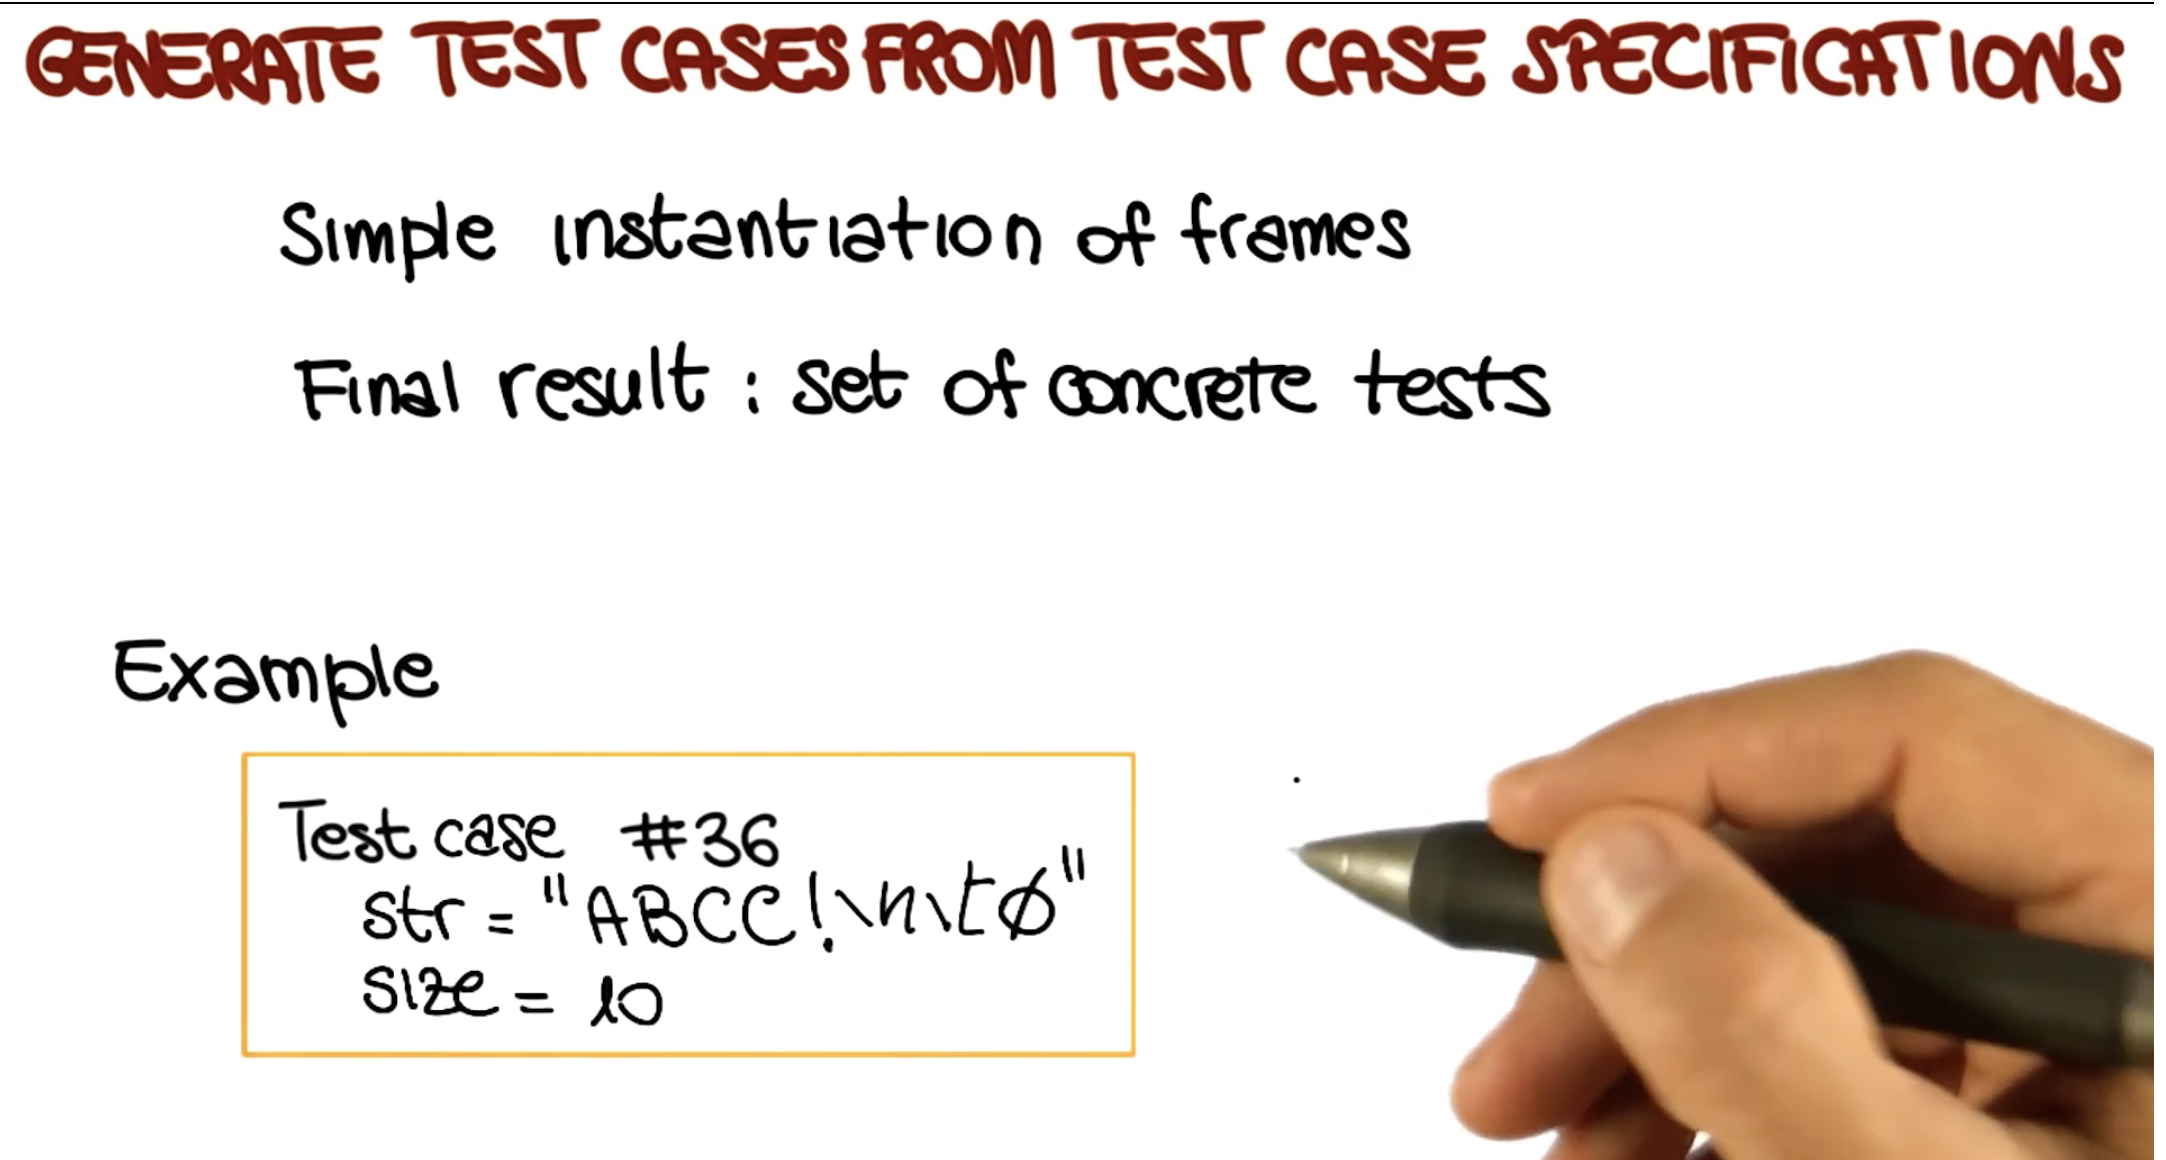 GENERATE TEST CASES FROM TEST CASE SPECIFICATIONS
Simple instantiation of frames
Final result : set of concrete tests
Example
Test case #36
str = "ABCC!\n\tø"
size = 10